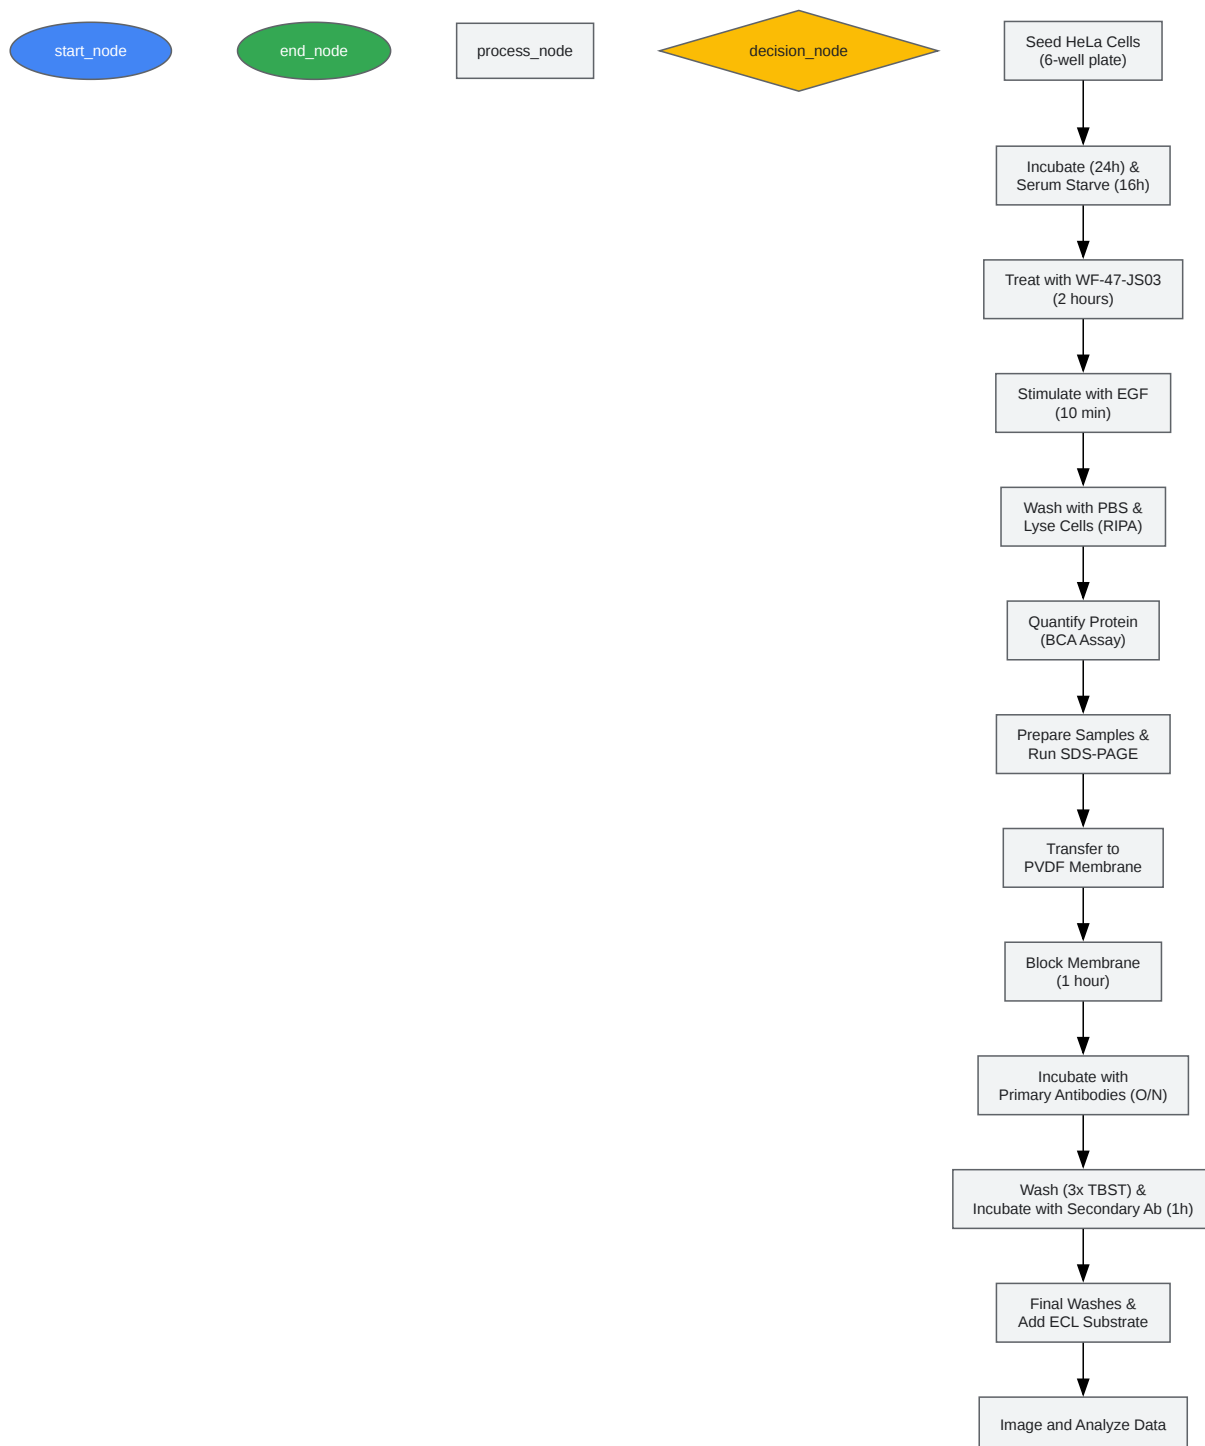 start_node
end_node
process_node
decision_node
Seed HeLa Cells
(6-well plate)
Incubate (24h) &
Serum Starve (16h)
Treat with WF-47-JS03
(2 hours)
Stimulate with EGF
(10 min)
Wash with PBS &
Lyse Cells (RIPA)
Quantify Protein
(BCA Assay)
Prepare Samples &
Run SDS-PAGE
Transfer to
PVDF Membrane
Block Membrane
(1 hour)
Incubate with
Primary Antibodies (O/N)
Wash (3x TBST) &
Incubate with Secondary Ab (1h)
Final Washes &
Add ECL Substrate
Image and Analyze Data